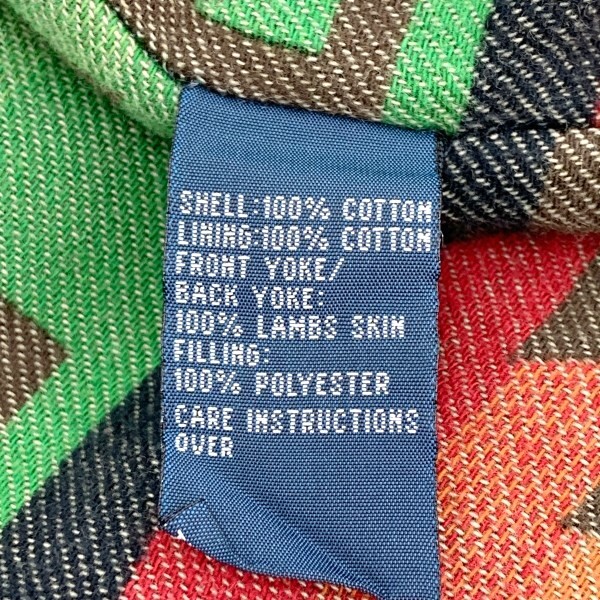 SHELL:100% COTTON
LINING:100% COTTON
FRONT YOKE/
BACK YOKE:
100% LAMBS SKIN
FILLING:
100% POLYESTER
CARE INSTRUCTIONS
OVER